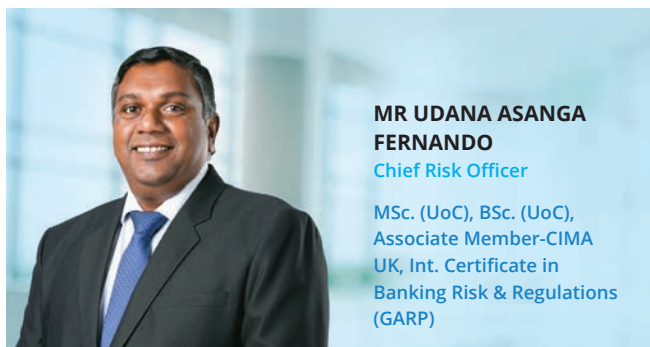 MR UDANA ASANGA
FERNANDO
Chief Risk Officer
MSc. (UoC), BSc. (UoC),
Associate Member-CIMA
UK, Int. Certificate in
Banking Risk & Regulations
(GARP)